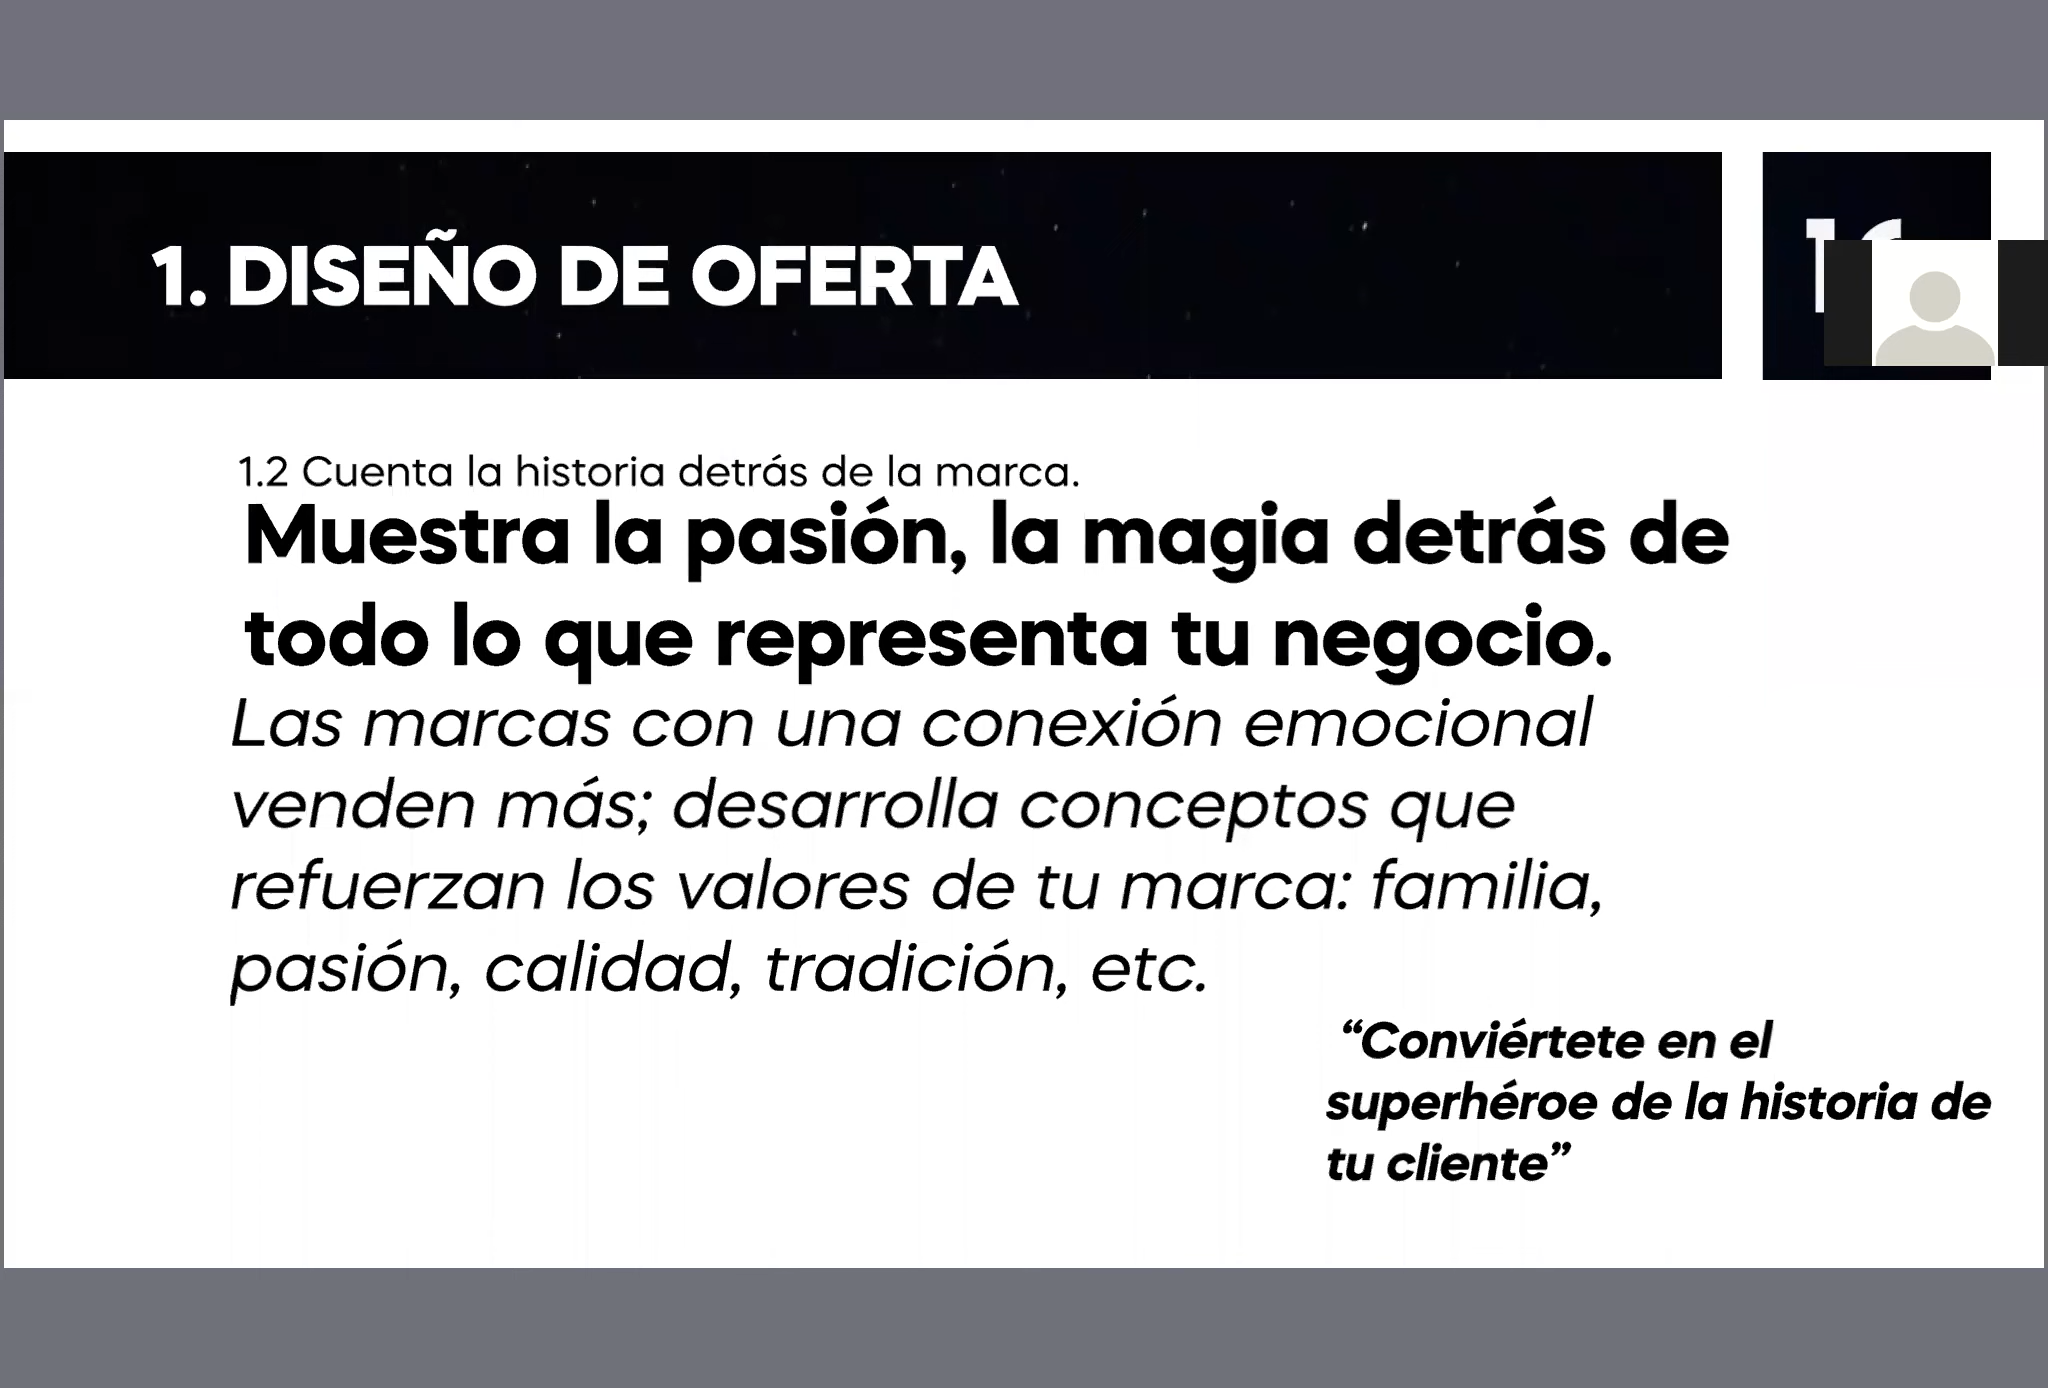 1. DISEÑO DE OFERTA
1.2 Cuenta la historia detrás de la marca.
Muestra la pasión, la magia detrás de
todo lo que representa tu negocio.
Las marcas con una conexión emocional
venden más; desarrolla conceptos que
refuerzan los valores de tu marca: familia,
pasión, calidad, tradición, etc.
“Conviértete en el
superhéroe de la historia de
tu cliente”